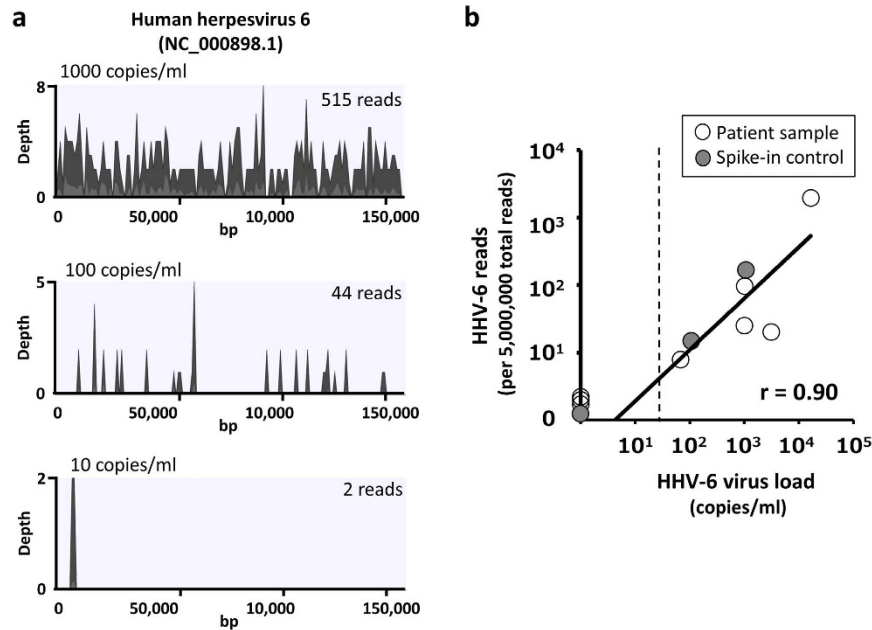 a
Human herpesvirus 6
(NC_000898.1)
1000 copies/ml
515 reads
8
0
Depth
0 50,000 10,000 150,000
bp
100 copies/ml
44 reads
5
0
Depth
0 50,000 10,000 150,000
bp
10 copies/ml
2 reads
2
0
Depth
0 50,000 10,000 150,000
bp
b
Patient sample
Spike-in control
10⁴
10³
10²
10¹
0
HHV-6 reads
(per 5,000,000 total reads)
r = 0.90
10¹ 10² 10³ 10⁴ 10⁵
HHV-6 virus load
(copies/ml)